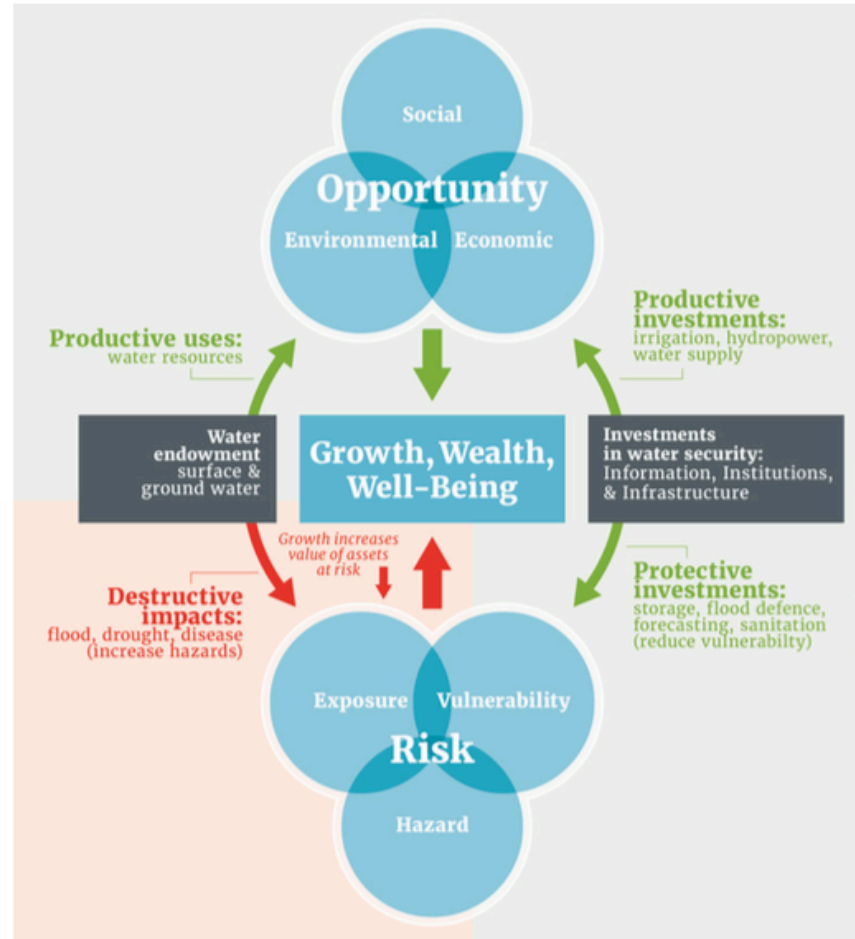 Social
Opportunity
Environmental
Economic
Productive
investments:
irrigation, hydropower,
water supply
Productive uses:
water resources
Water
endowment
surface &
ground water
Growth, Wealth,
Well-Being
Investments
in water security:
Information, Institutions,
& Infrastructure
Growth increases
value of assets
at risk
Destructive
impacts:
flood, drought, disease
(increase hazards)
Protective
investments:
storage, flood defence,
forecasting, sanitation
(reduce vulnerabilty)
Exposure
Vulnerability
Risk
Hazard